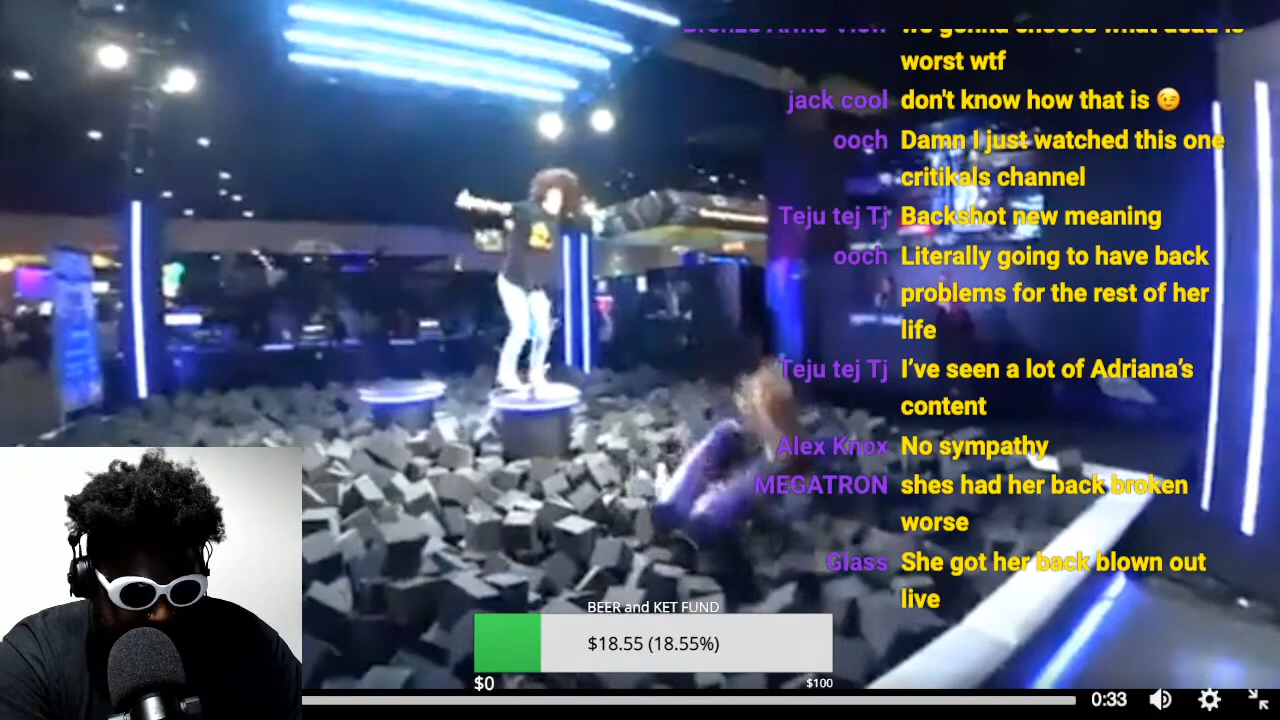 worst wtf
jack cool don't know how that is 😉
ooch Damn I just watched this one
critikals channel
Teju tej Tj Backshot new meaning
ooch Literally going to have back
problems for the rest of her
life
Teju tej Tj I’ve seen a lot of Adriana’s
content
Alex Knox No sympathy
MEGATRON shes had her back broken
worse
Glass She got her back blown out
live
BEER and KET FUND
$18.55 (18.55%)
$0 $100
0:33